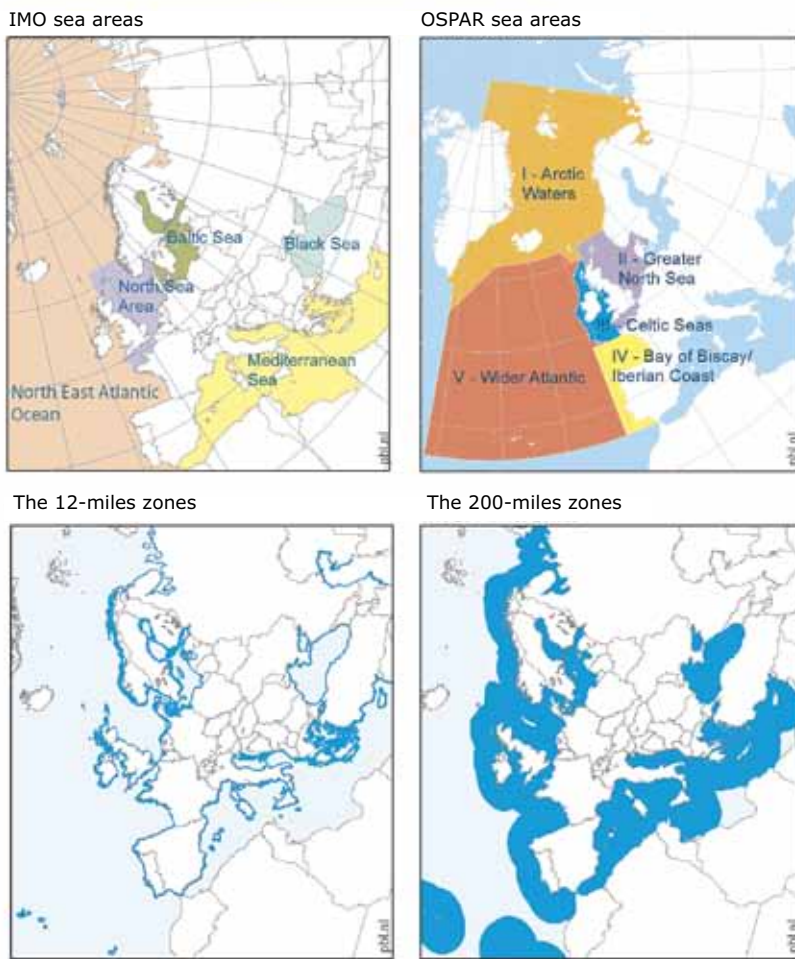 IMO sea areas
OSPAR sea areas
Baltic Sea
Black Sea
North Sea
Area
Mediterranean
Sea
North East Atlantic
Ocean
pbl.nl
I - Arctic
Waters
II - Greater
North Sea
III - Celtic Seas
IV - Bay of Biscay/
Iberian Coast
V - Wider Atlantic
pbl.nl
The 12-miles zones
The 200-miles zones
pbl.nl
pbl.nl